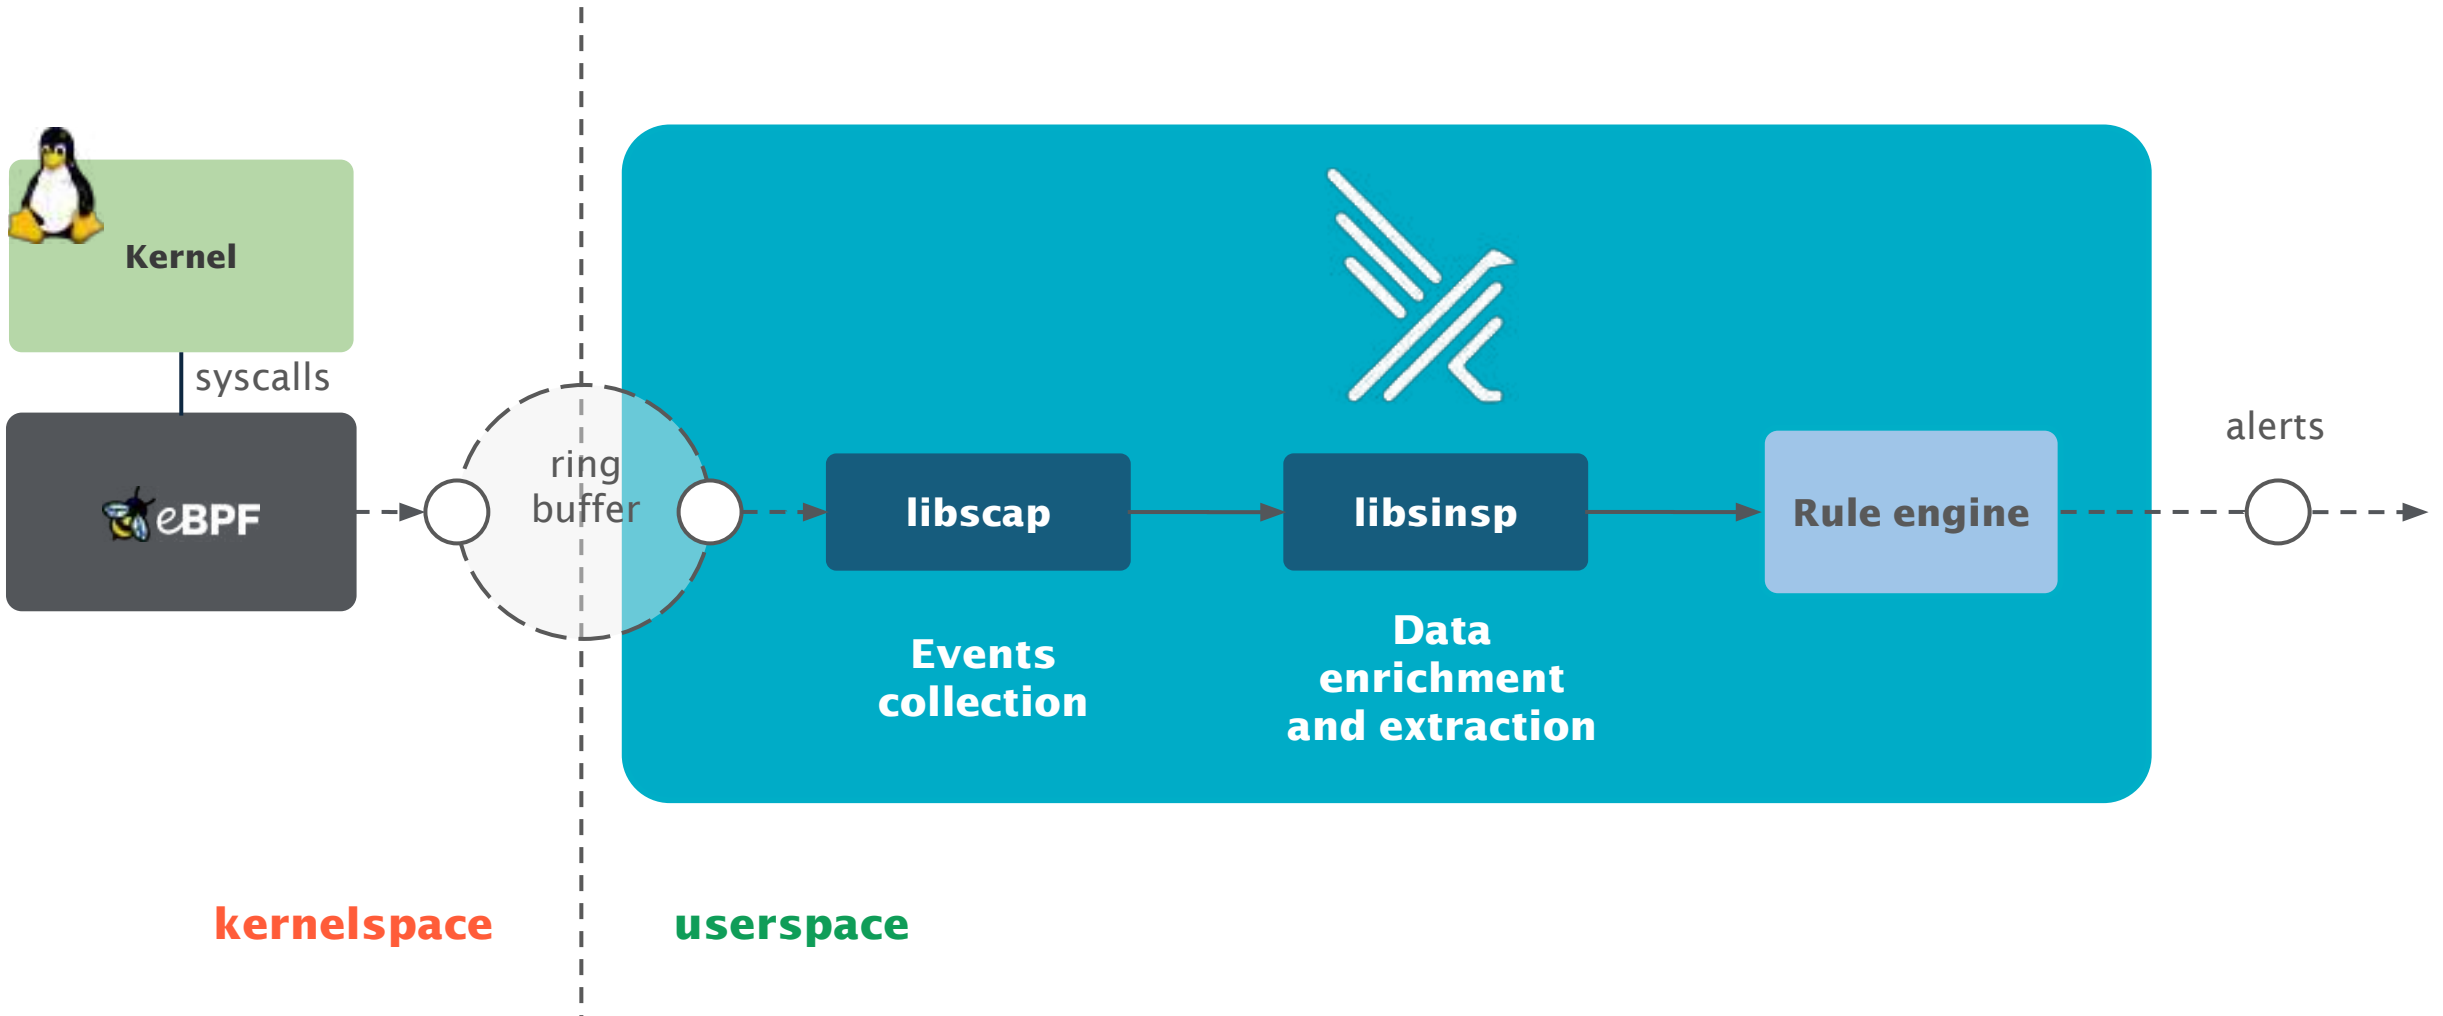 Kernel
syscalls
eBPF
ring
buffer
libscap
Events
collection
libsinsp
Data
enrichment
and extraction
Rule engine
alerts
kernelspace
userspace